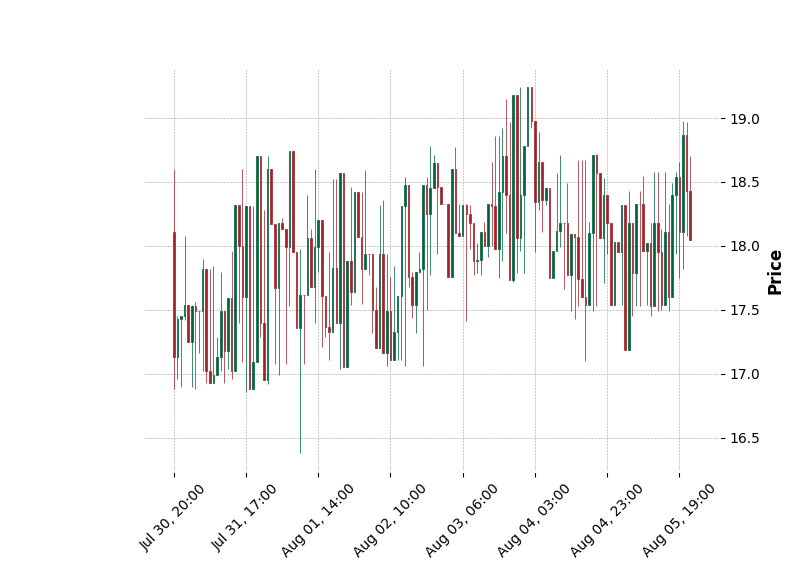 19.0
18.5
18.0
17.5
17.0
16.5
Price
Jul 30, 20:00
Jul 31, 17:00
Aug 01, 14:00
Aug 02, 10:00
Aug 03, 06:00
Aug 04, 03:00
Aug 04, 23:00
Aug 05, 19:00